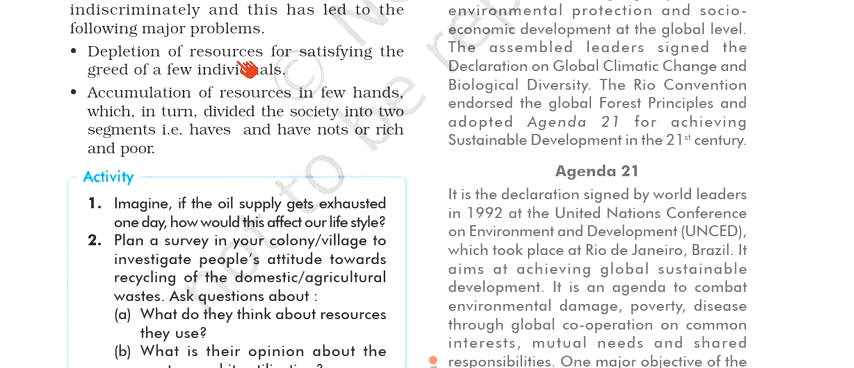 indiscriminately and this has led to the
following major problems.
• Depletion of resources for satisfying the
greed of a few individuals.
• Accumulation of resources in few hands,
which, in turn, divided the society into two
segments i.e. haves and have nots or rich
and poor.
Activity
1. Imagine, if the oil supply gets exhausted
one day, how would this affect our life style?
2. Plan a survey in your colony/village to
investigate people's attitude towards
recycling of the domestic/agricultural
wastes. Ask questions about :
(a) What do they think about resources
they use?
(b) What is their opinion about the
environmental protection and socio-
economic development at the global level.
The assembled leaders signed the
Declaration on Global Climatic Change and
Biological Diversity. The Rio Convention
endorsed the global Forest Principles and
adopted Agenda 21 for achieving
Sustainable Development in the 21st century.
Agenda 21
It is the declaration signed by world leaders
in 1992 at the United Nations Conference
on Environment and Development (UNCED),
which took place at Rio de Janeiro, Brazil. It
aims at achieving global sustainable
development. It is an agenda to combat
environmental damage, poverty, disease
through global co-operation on common
interests, mutual needs and shared
responsibilities. One major objective of the
not to be rep
© N